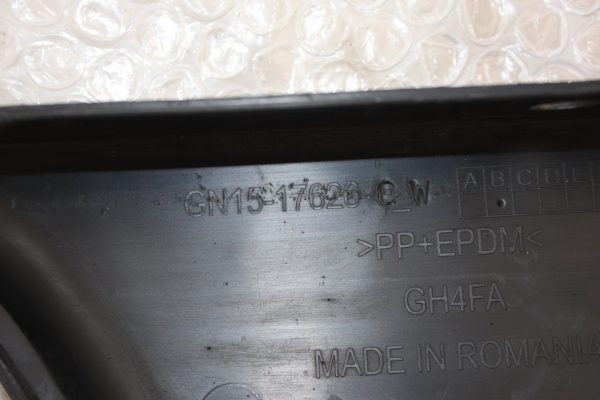 GN15-17626-C_W A B C D E
>PP+EPDM<
GH4FA
MADE IN ROMANIA